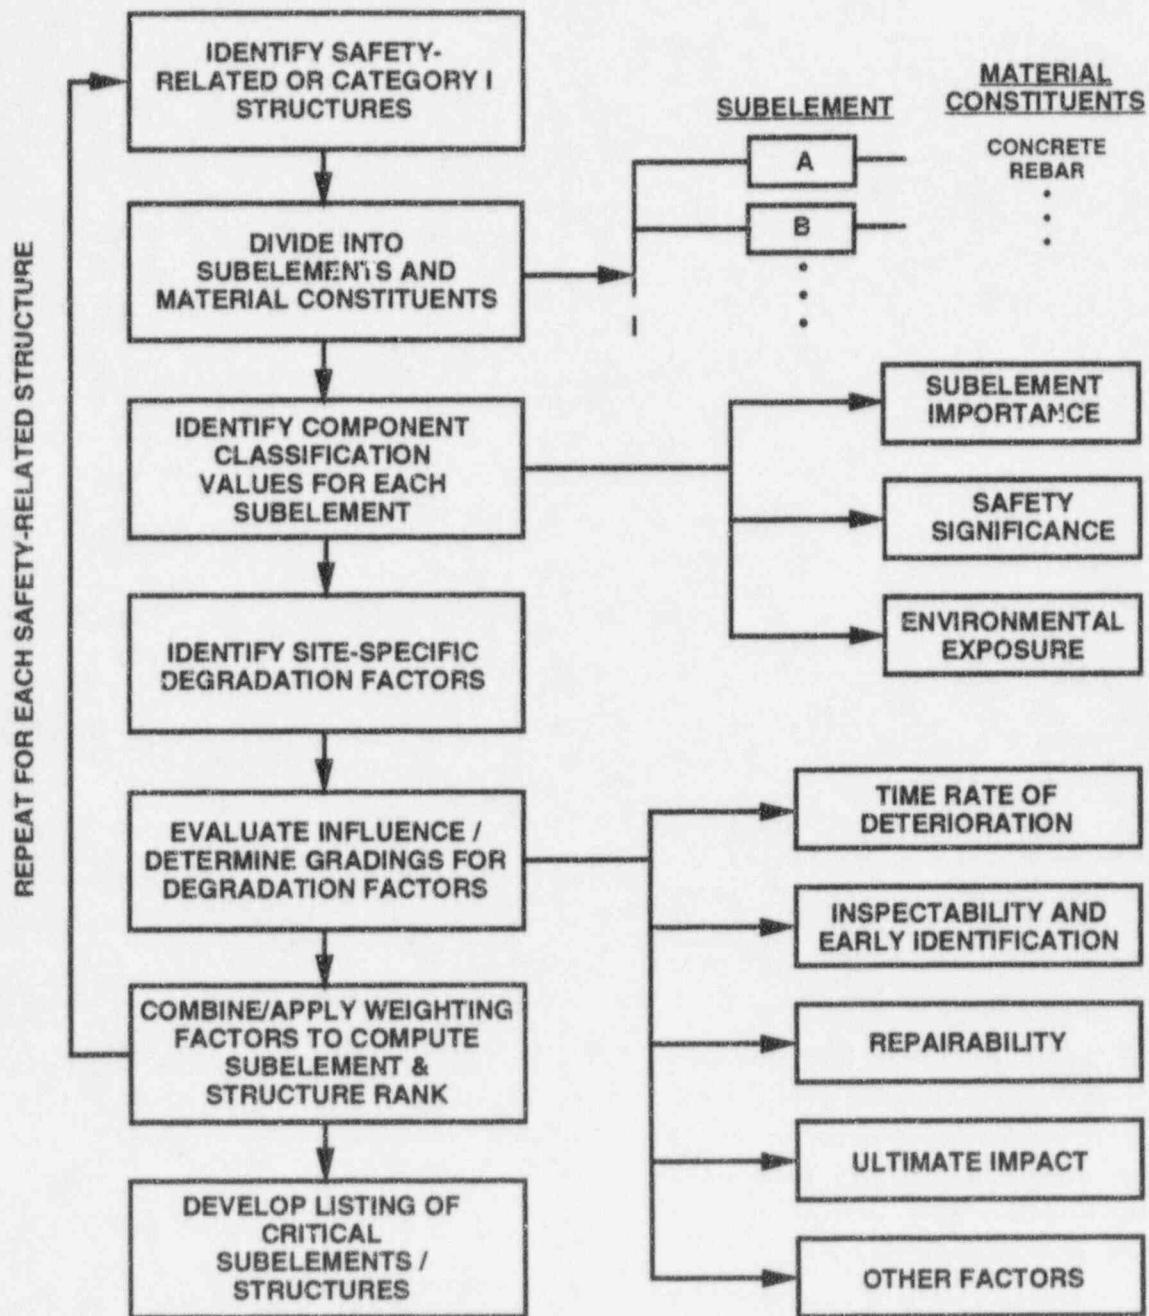 REPEAT FOR EACH SAFETY-RELATED STRUCTURE
IDENTIFY SAFETY-
RELATED OR CATEGORY I
STRUCTURES
DIVIDE INTO
SUBELEMENTS AND
MATERIAL CONSTITUENTS
SUBELEMENT
MATERIAL
CONSTITUENTS
A
CONCRETE
REBAR
B
IDENTIFY COMPONENT
CLASSIFICATION
VALUES FOR EACH
SUBELEMENT
SUBELEMENT
IMPORTANCE
SAFETY
SIGNIFICANCE
ENVIRONMENTAL
EXPOSURE
IDENTIFY SITE-SPECIFIC
DEGRADATION FACTORS
EVALUATE INFLUENCE /
DETERMINE GRADINGS FOR
DEGRADATION FACTORS
TIME RATE OF
DETERIORATION
INSPECTABILITY AND
EARLY IDENTIFICATION
REPAIRABILITY
ULTIMATE IMPACT
OTHER FACTORS
COMBINE/APPLY WEIGHTING
FACTORS TO COMPUTE
SUBELEMENT &
STRUCTURE RANK
DEVELOP LISTING OF
CRITICAL
SUBELEMENTS /
STRUCTURES